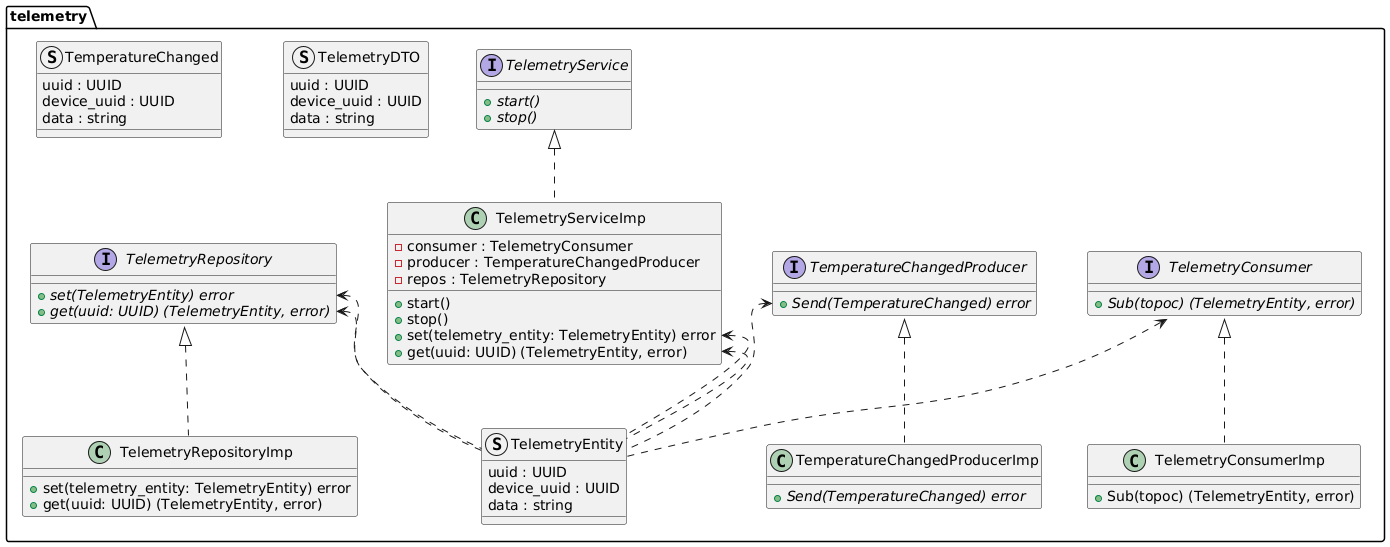 telemetry
S TemperatureChanged
uuid : UUID
device_uuid : UUID
data : string
S TelemetryDTO
uuid : UUID
device_uuid : UUID
data : string
I TelemetryService
start()
stop()
C TelemetryServiceImp
consumer : TelemetryConsumer
producer : TemperatureChangedProducer
repos : TelemetryRepository
start()
stop()
set(telemetry_entity: TelemetryEntity) error
get(uuid: UUID) (TelemetryEntity, error)
I TelemetryRepository
set(TelemetryEntity) error
get(uuid: UUID) (TelemetryEntity, error)
I TemperatureChangedProducer
Send(TemperatureChanged) error
I TelemetryConsumer
Sub(topoc) (TelemetryEntity, error)
C TelemetryRepositoryImp
set(telemetry_entity: TelemetryEntity) error
get(uuid: UUID) (TelemetryEntity, error)
S TelemetryEntity
uuid : UUID
device_uuid : UUID
data : string
C TemperatureChangedProducerImp
Send(TemperatureChanged) error
C TelemetryConsumerImp
Sub(topoc) (TelemetryEntity, error)